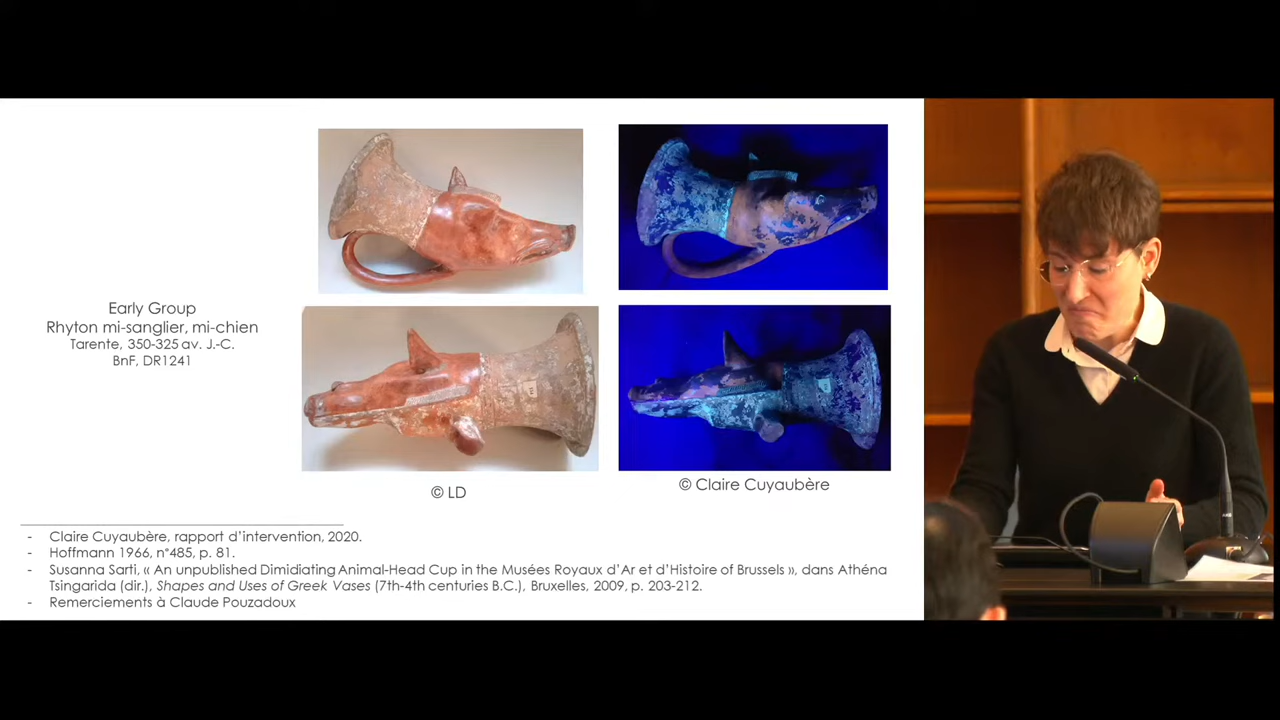 Early Group
Rhyton mi-sanglier, mi-chien
Tarente, 350-325 av. J.-C.
BnF, DR1241
© LD
© Claire Cuyaubère
- Claire Cuyaubère, rapport d'intervention, 2020.
- Hoffmann 1966, n°485, p. 81.
- Susanna Sarti, « An unpublished Dimidiating Animal-Head Cup in the Musées Royaux d'Ar et d'Histore of Brussels », dans Athéna
Tsingarida (dir.), Shapes and Uses of Greek Vases (7th-4th centuries B.C.), Bruxelles, 2009, p. 203-212.
- Remerciements à Claude Pouzadoux